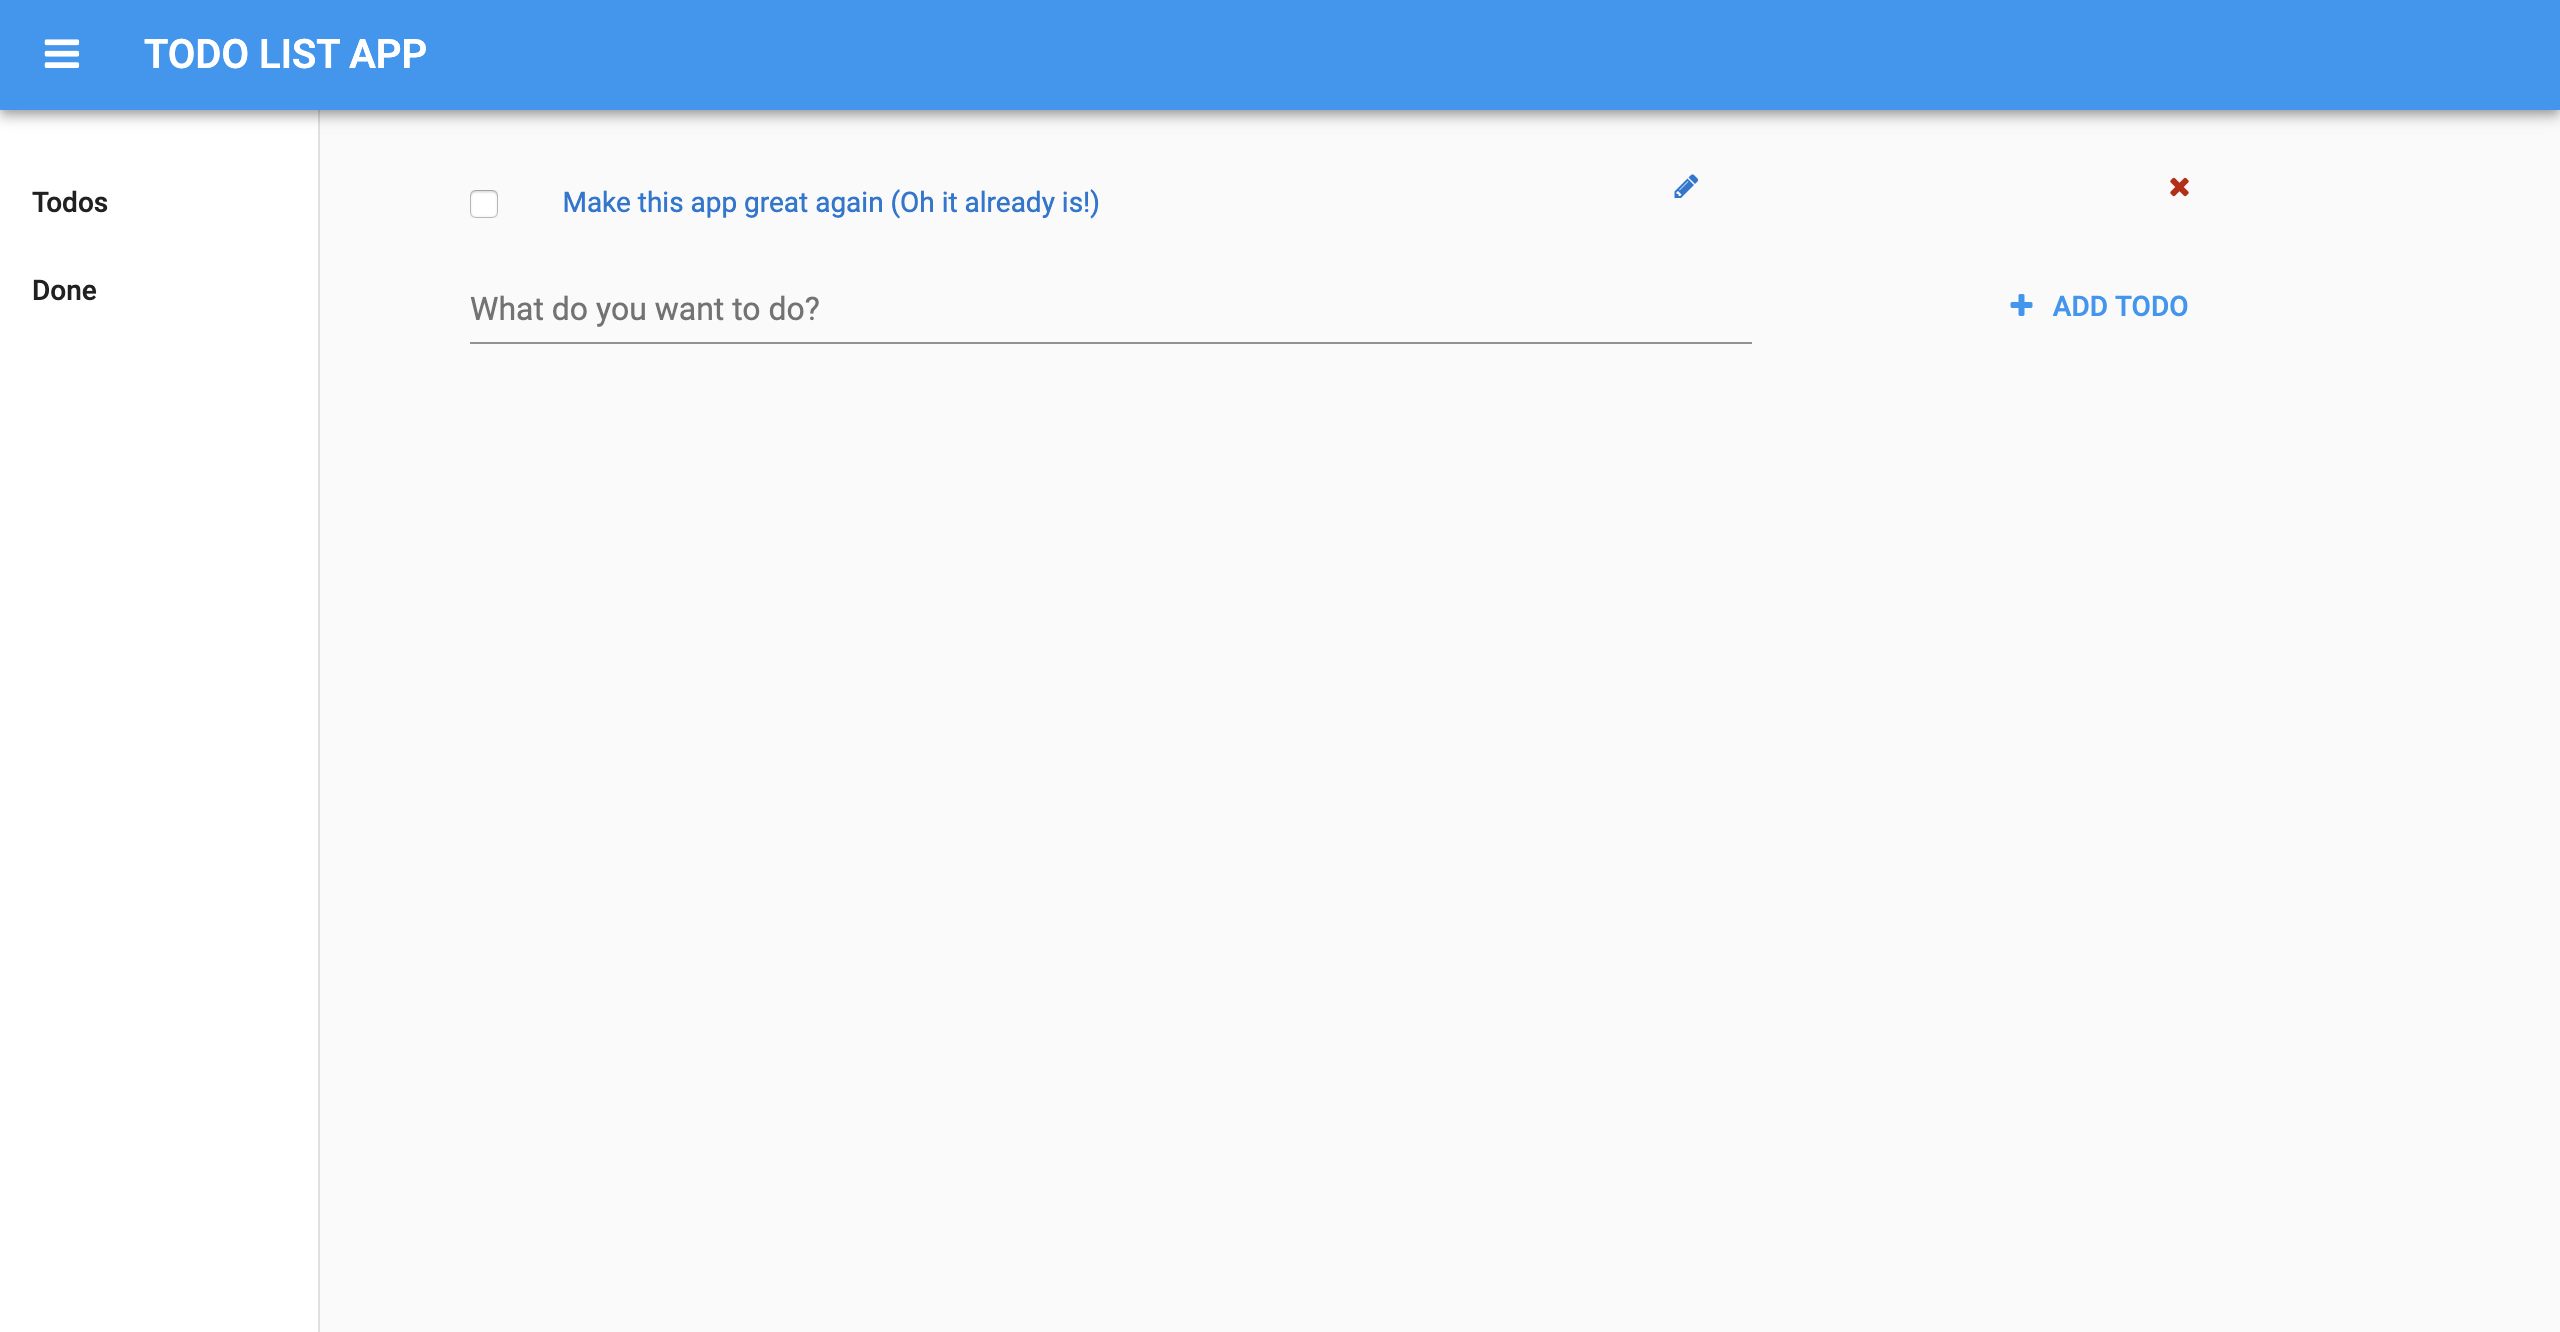 TODO LIST APP
Todos
Done
Make this app great again (Oh it already is!)
What do you want to do?
ADD TODO